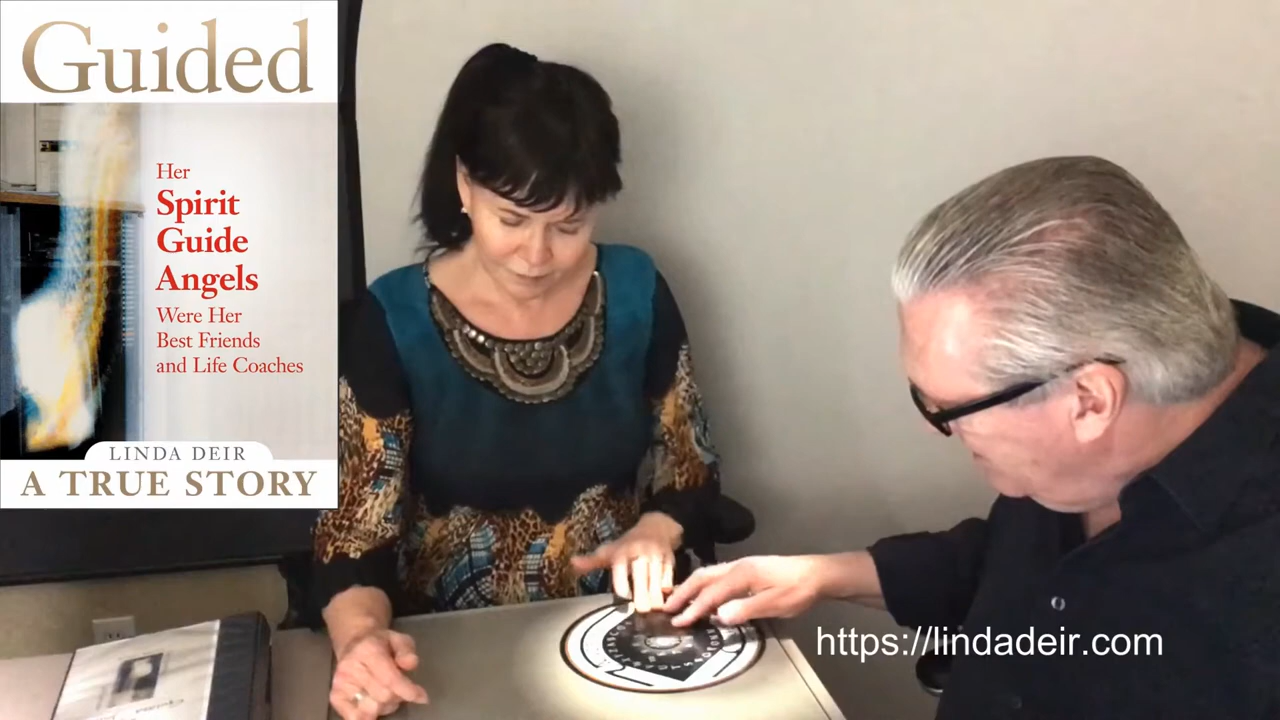 Guided
Her
Spirit
Guide
Angels
Were Her
Best Friends
and Life Coaches
LINDA DEIR
A TRUE STORY
https://lindadeir.com